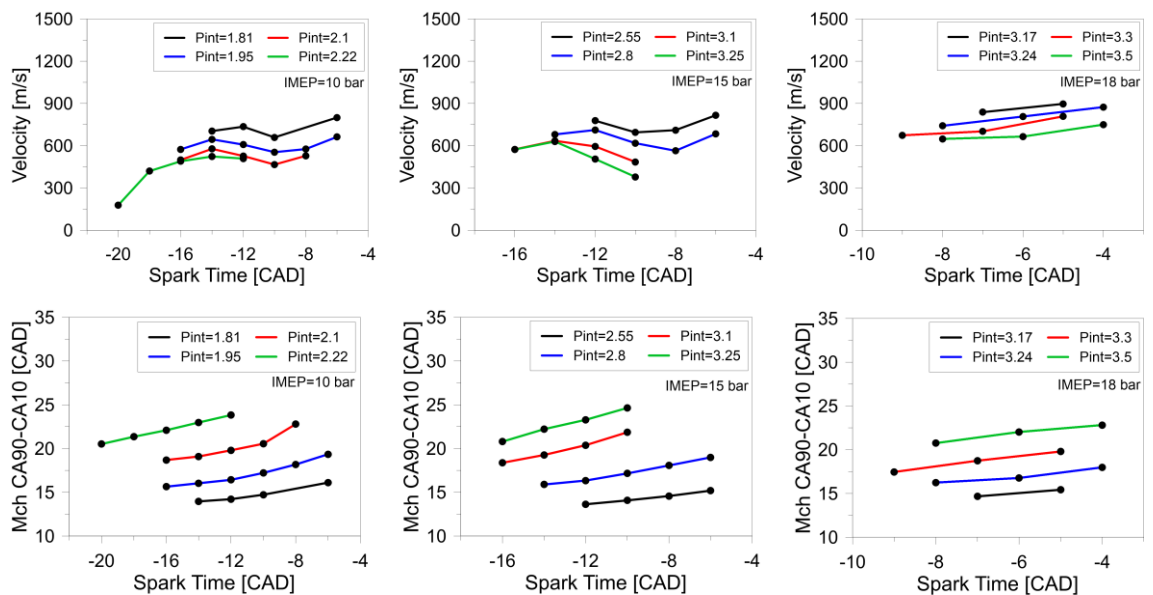 1500
1200
900
600
300
0
Velocity [m/s]
Pint=1.81 Pint=2.1
Pint=1.95 Pint=2.22
IMEP=10 bar
-20 -16 -12 -8 -4
Spark Time [CAD]
1500
1200
900
600
300
0
Velocity [m/s]
Pint=2.55 Pint=3.1
Pint=2.8 Pint=3.25
IMEP=15 bar
-16 -12 -8 -4
Spark Time [CAD]
1500
1200
900
600
300
0
Velocity [m/s]
Pint=3.17 Pint=3.3
Pint=3.24 Pint=3.5
IMEP=18 bar
-10 -8 -6 -4
Spark Time [CAD]
35
30
25
20
15
10
Mch CA90-CA10 [CAD]
Pint=1.81 Pint=2.1
Pint=1.95 Pint=2.22
IMEP=10 bar
-20 -16 -12 -8 -4
Spark Time [CAD]
35
30
25
20
15
10
Mch CA90-CA10 [CAD]
Pint=2.55 Pint=3.1
Pint=2.8 Pint=3.25
IMEP=15 bar
-16 -12 -8 -4
Spark Time [CAD]
35
30
25
20
15
10
Mch CA90-CA10 [CAD]
Pint=3.17 Pint=3.3
Pint=3.24 Pint=3.5
IMEP=18 bar
-10 -8 -6 -4
Spark Time [CAD]